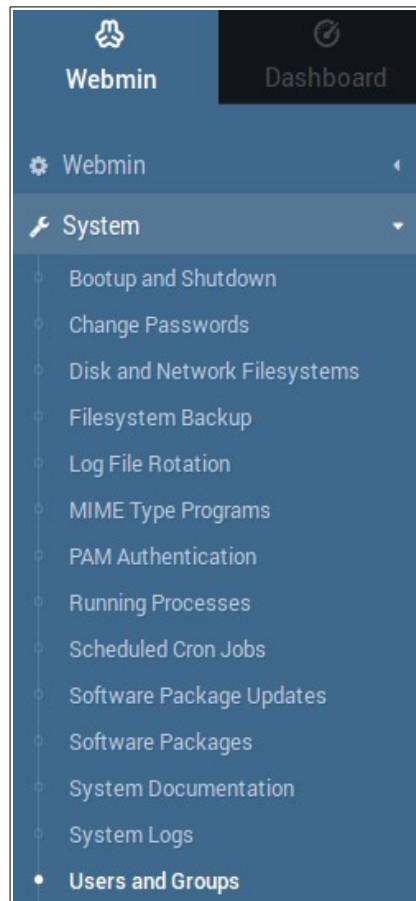 Webmin
Dashboard
Webmin
System
Bootup and Shutdown
Change Passwords
Disk and Network Filesystems
Filesystem Backup
Log File Rotation
MIME Type Programs
PAM Authentication
Running Processes
Scheduled Cron Jobs
Software Package Updates
Software Packages
System Documentation
System Logs
Users and Groups